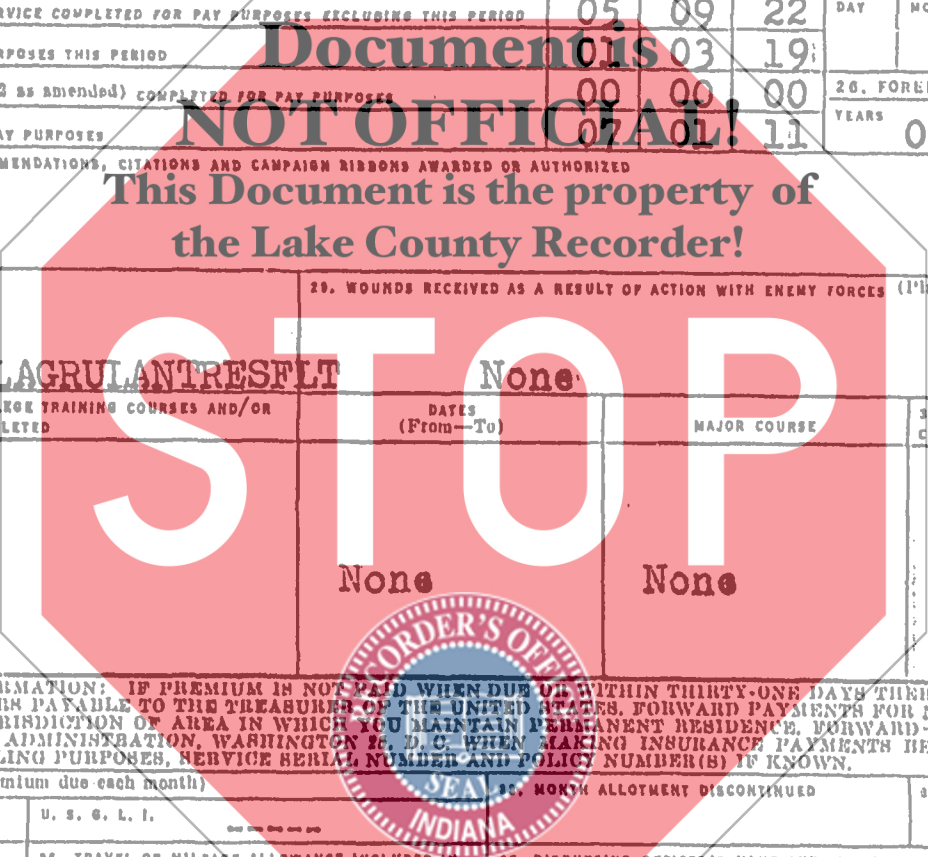 RVICE COMPLETED FOR PAY PURPOSES EXCLUDING THIS PERIOD 05 09 22 DAY
RPOSES THIS PERIOD 01 03 19
as amended) COMPLETED FOR PAY PURPOSES 00 00 00 26. FOREI
AY PURPOSES 07 01 11 YEARS 0
MENDATIONS, CITATIONS AND CAMPAIGN RIBBONS AWARDED OR AUTHORIZED
Document is
NOT OFFICIAL!
This Document is the property of
the Lake County Recorder!
29. WOUNDS RECEIVED AS A RESULT OF ACTION WITH ENEMY FORCES
STOP
LAGRULANTRESFLT None
LEGE TRAINING COURSES AND/OR DATES MAJOR COURSE
LETED (From—To)
None None
RMATION: IF PREMIUM IS NOT PAID WHEN DUE OR WITHIN THIRTY-ONE DAYS THER
RS PAYABLE TO THE TREASURER OF THE UNITED STATES. FORWARD PAYMENTS FOR
RISDICTION OF AREA IN WHICH YOU MAINTAIN PERMANENT RESIDENCE. FORWARD
ADMINISTRATION, WASHINGTON D. C. WHEN MAKING INSURANCE PAYMENTS BE
LING PURPOSES, SERVICE SERIAL NUMBER AND POLICY NUMBER(S) IF KNOWN.
mium due each month) MONTH ALLOTMENT DISCONTINUED
U. S. G. L. I.
RECORDER'S OFFICE
SEAL
INDIANA